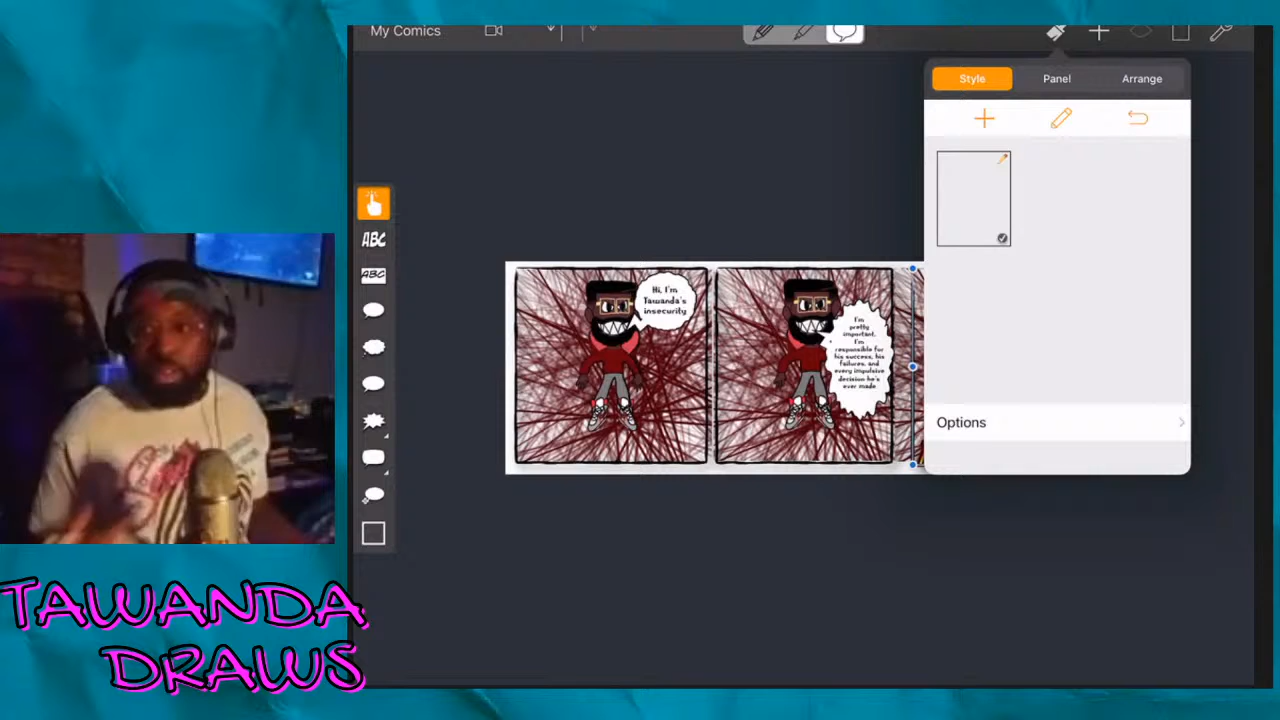 My Comics
Style
Panel
Arrange
ABC
ABC
Hi, I'm
Tawanda's
insecurity
I'm
pretty
important.
I'm
responsible for
his success, his
failures, and
every impulsive
decision he's
ever made
Options
TAWANDA
DRAWS